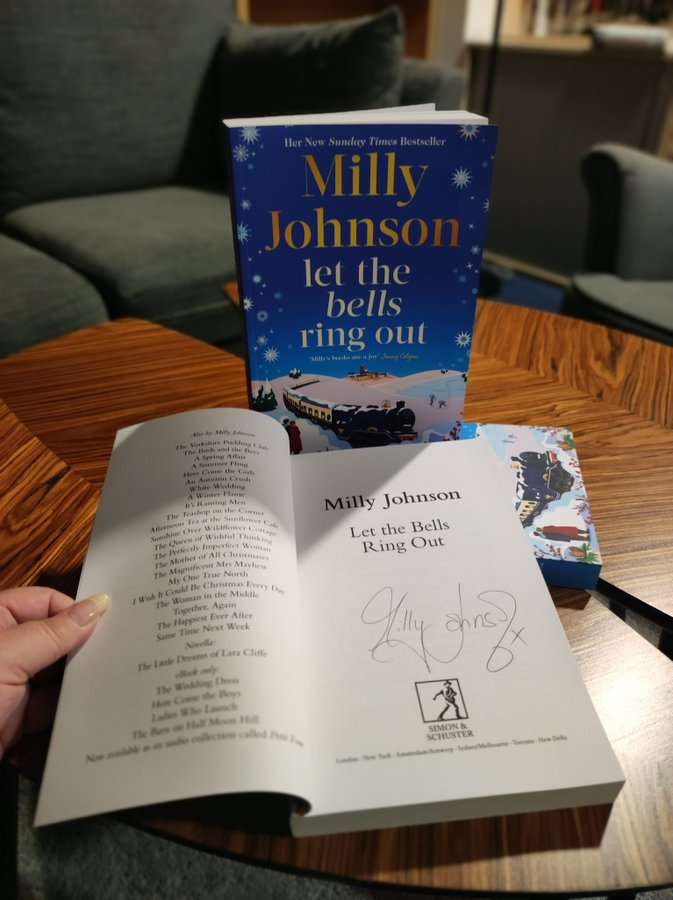 Her New Sunday Times Bestseller
Milly
Johnson
let the
bells
ring out
'Milly's books are a joy' Jenny Colgan
Also by Milly Johnson
The Yorkshire Pudding Club
The Birds and the Bees
A Spring Affair
A Summer Fling
Here Come the Girls
An Autumn Crush
White Wedding
A Winter Flame
It's Raining Men
The Teashop on the Corner
Afternoon Tea at the Sunflower Café
Sunshine Over Wildflower Cottage
The Queen of Wishful Thinking
The Perfectly Imperfect Woman
The Mother of All Christmases
The Magnificent Mrs Mayhew
My One True North
I Wish It Could Be Christmas Every Day
The Woman in the Middle
Together, Again
The Happiest Ever After
Same Time Next Week
Novella:
The Little Dreams of Lara Cliffe
eBook only:
The Wedding Dress
Here Come the Boys
Ladies Who Launch
The Barn on Half Moon Hill
Now available as an audio collection called
Milly Johnson
Let the Bells
Ring Out
Milly Johnson x
SIMON &
SCHUSTER
London · New York · Amsterdam/Antwerp · Sydney/Melbourne · Toronto · New Delhi